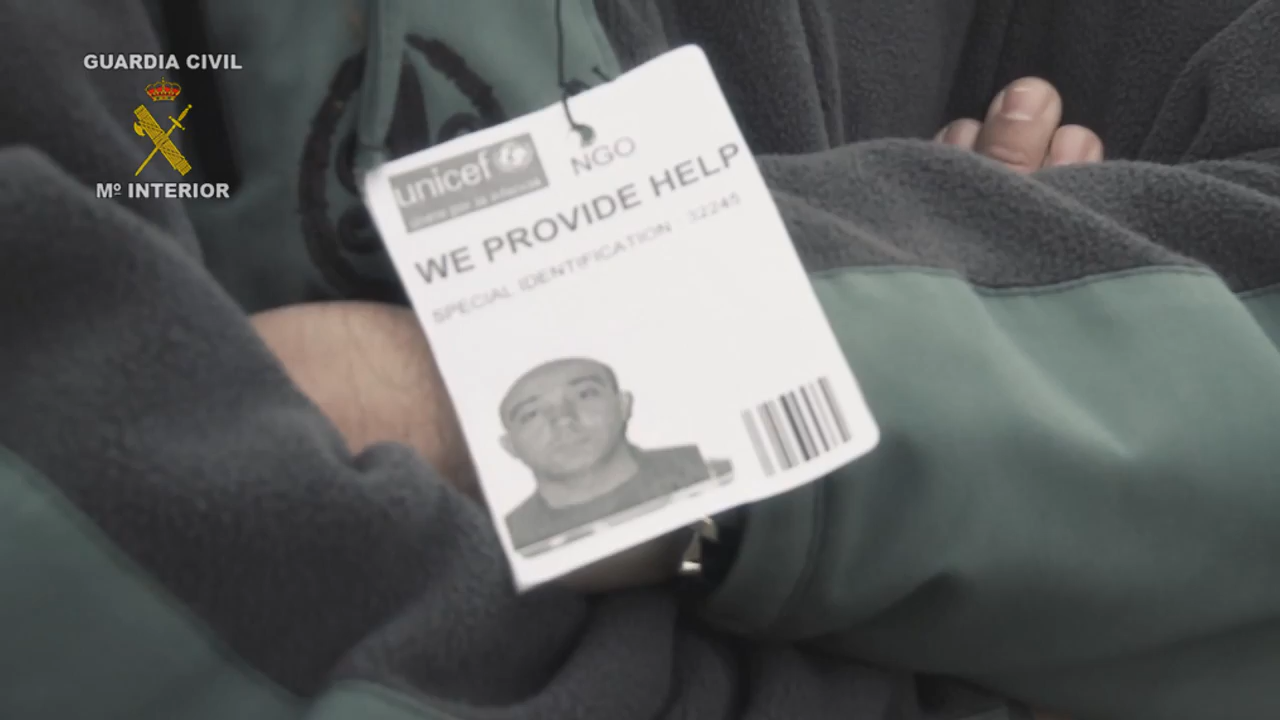 GUARDIA CIVIL
Mº INTERIOR
unicef
NGO
WE PROVIDE HELP
SPECIAL IDENTIFICATION 32245